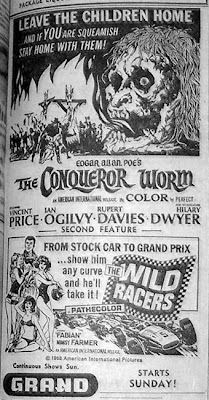 PACKAGE LIQUO
LEAVE THE CHILDREN HOME
AND IF YOU ARE SQUEAMISH
STAY HOME WITH THEM!
EDGAR ALLAN POE'S
THE CONQUEROR WORM
AN AMERICAN INTERNATIONAL RELEASE IN COLOR by PERFECT
VINCENT PRICE · IAN OGILVY · RUPERT DAVIES · HILARY DWYER
SECOND FEATURE
FROM STOCK CAR TO GRAND PRIX
...show him
any curve
and he'll
take it!
THE WILD RACERS
PATHECOLOR
FABIAN
MIMSY FARMER
AN AMERICAN INTERNATIONAL RELEASE
© 1968 American International Pictures
Continuous Shows Sun.
GRAND
STARTS
SUNDAY!